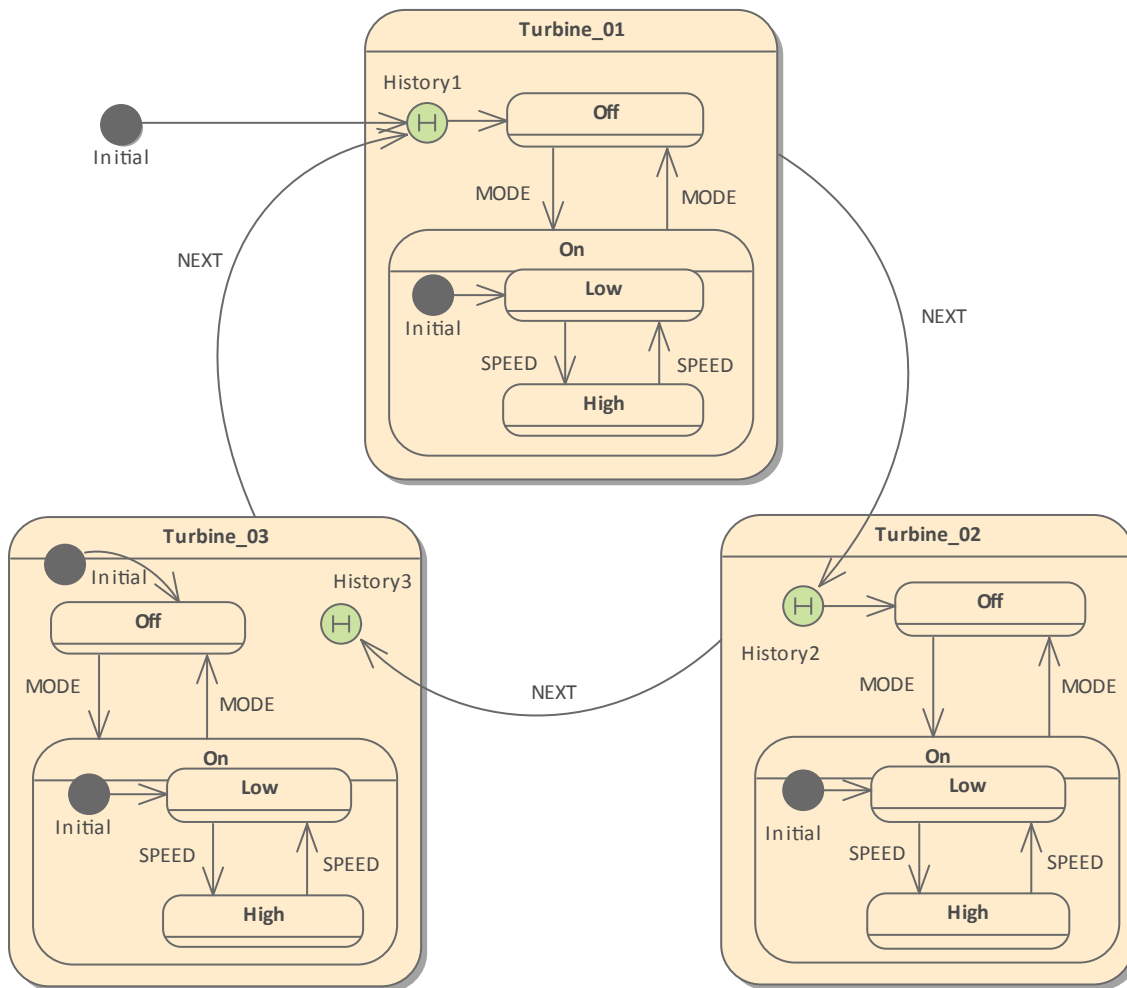 Turbine_01
History1
H
Off
Initial
MODE
MODE
On
Low
Initial
SPEED
SPEED
High
NEXT
NEXT
Turbine_03
Initial
History3
Off
H
MODE
MODE
On
Low
Initial
SPEED
SPEED
High
NEXT
Turbine_02
H
Off
History2
MODE
MODE
On
Low
Initial
SPEED
SPEED
High